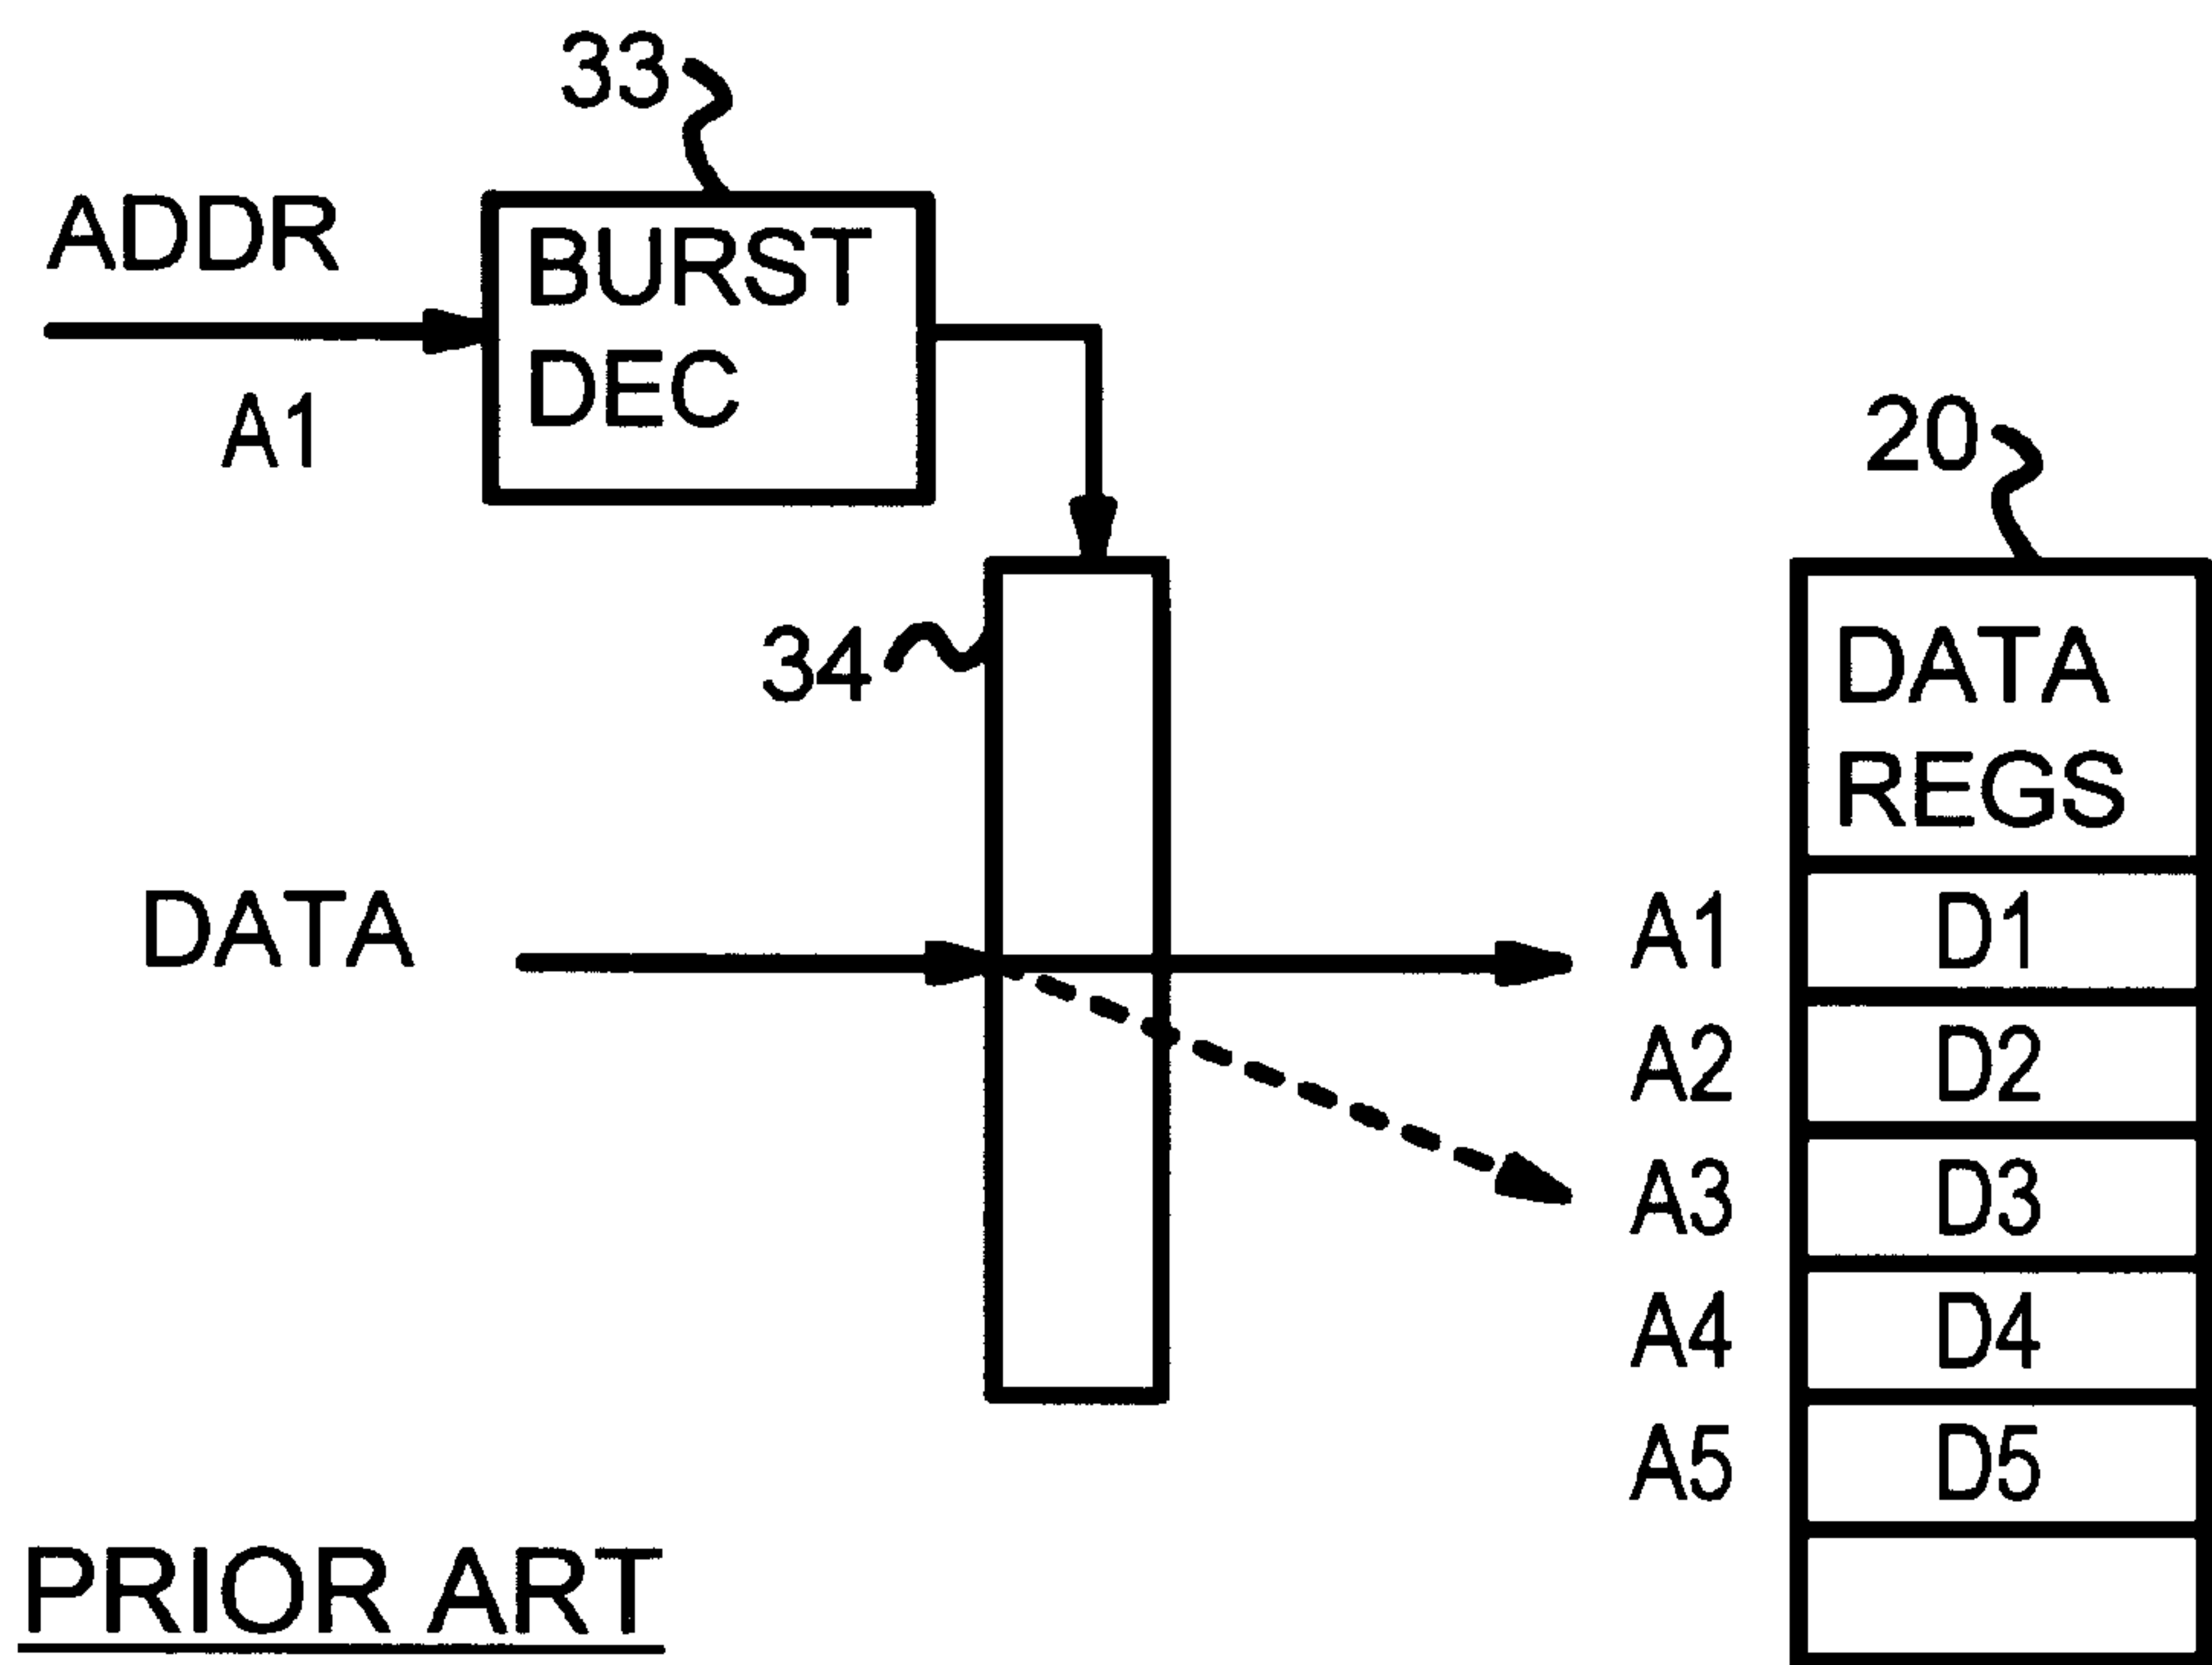 33
ADDR
BURST
DEC
A1
20
34
DATA
REGS
DATA
A1 D1
A2 D2
A3 D3
A4 D4
A5 D5
PRIOR ART